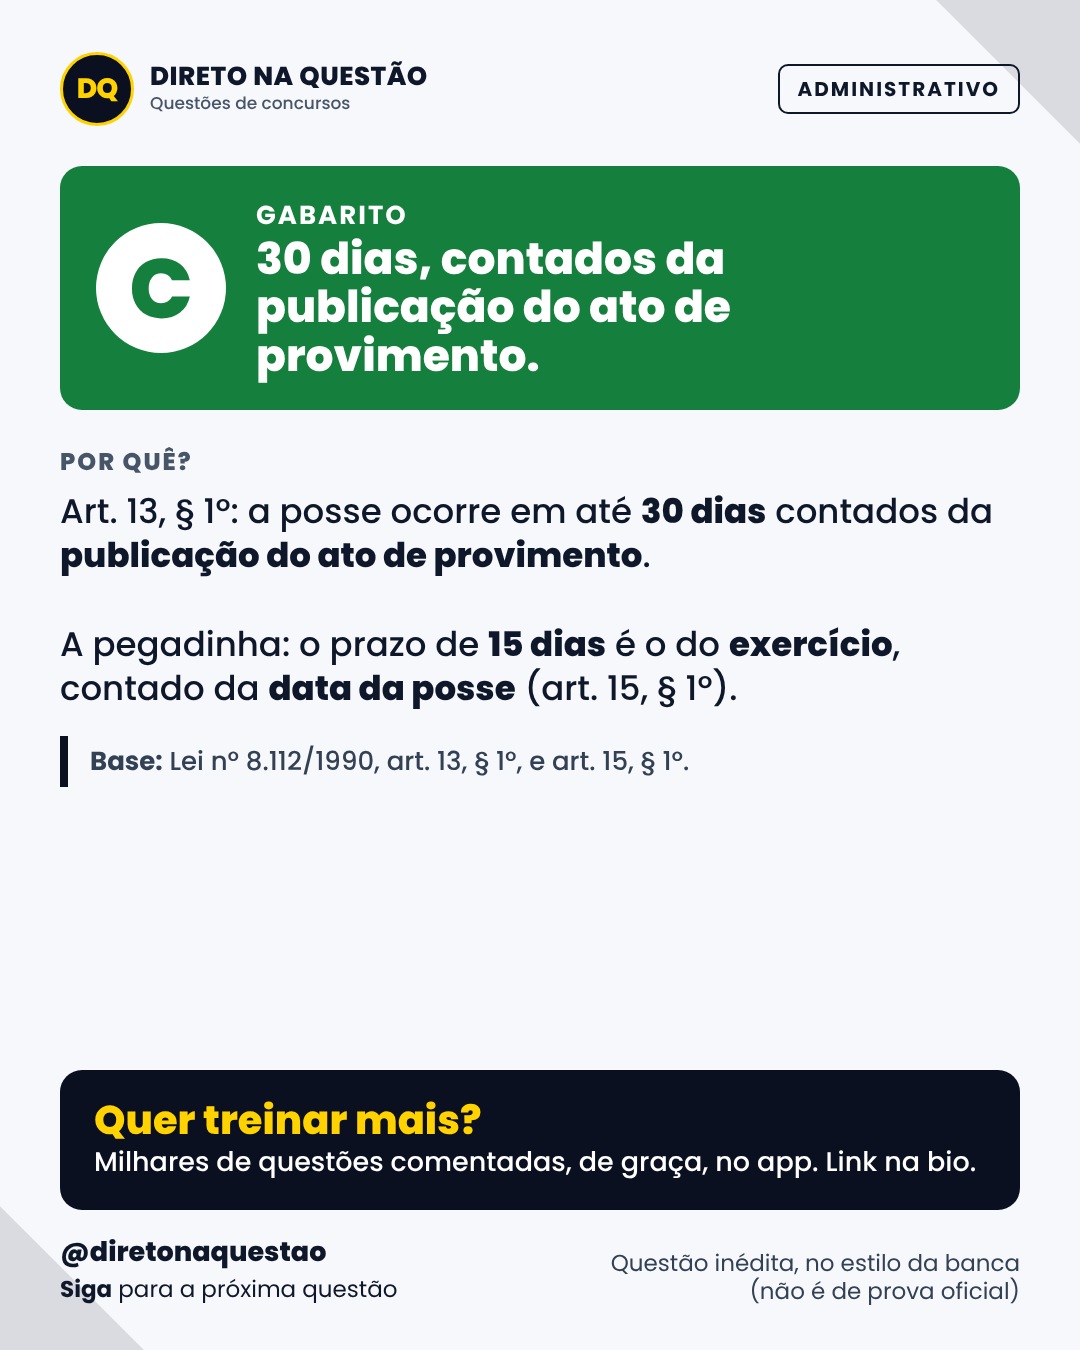 DQ
DIRETO NA QUESTÃO
Questões de concursos
ADMINISTRATIVO
C
GABARITO
30 dias, contados da
publicação do ato de
provimento.
POR QUÊ?
Art. 13, § 1º: a posse ocorre em até 30 dias contados da
publicação do ato de provimento.
A pegadinha: o prazo de 15 dias é o do exercício,
contado da data da posse (art. 15, § 1º).
Base: Lei nº 8.112/1990, art. 13, § 1º, e art. 15, § 1º.
Quer treinar mais?
Milhares de questões comentadas, de graça, no app. Link na bio.
@diretonaquestao
Siga para a próxima questão
Questão inédita, no estilo da banca
(não é de prova oficial)